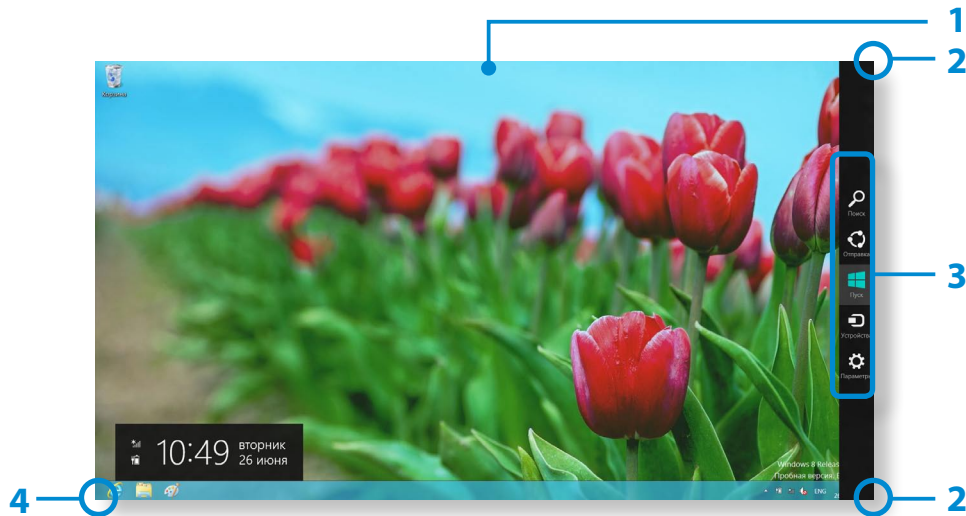 1
2
Корзина
Поиск
Отправка
3
Пуск
Устройства
Параметры
10:49 вторник
26 июня
Windows 8 Releas
Пробная версия.
ENG
4
2